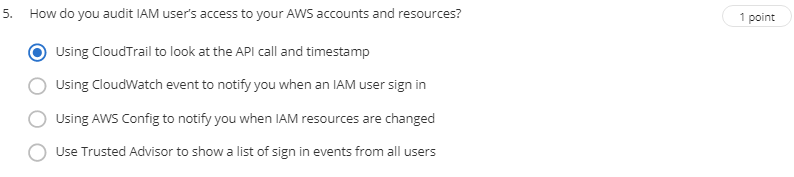 5. How do you audit IAM user's access to your AWS accounts and resources?
1 point
Using CloudTrail to look at the API call and timestamp
Using CloudWatch event to notify you when an IAM user sign in
Using AWS Config to notify you when IAM resources are changed
Use Trusted Advisor to show a list of sign in events from all users